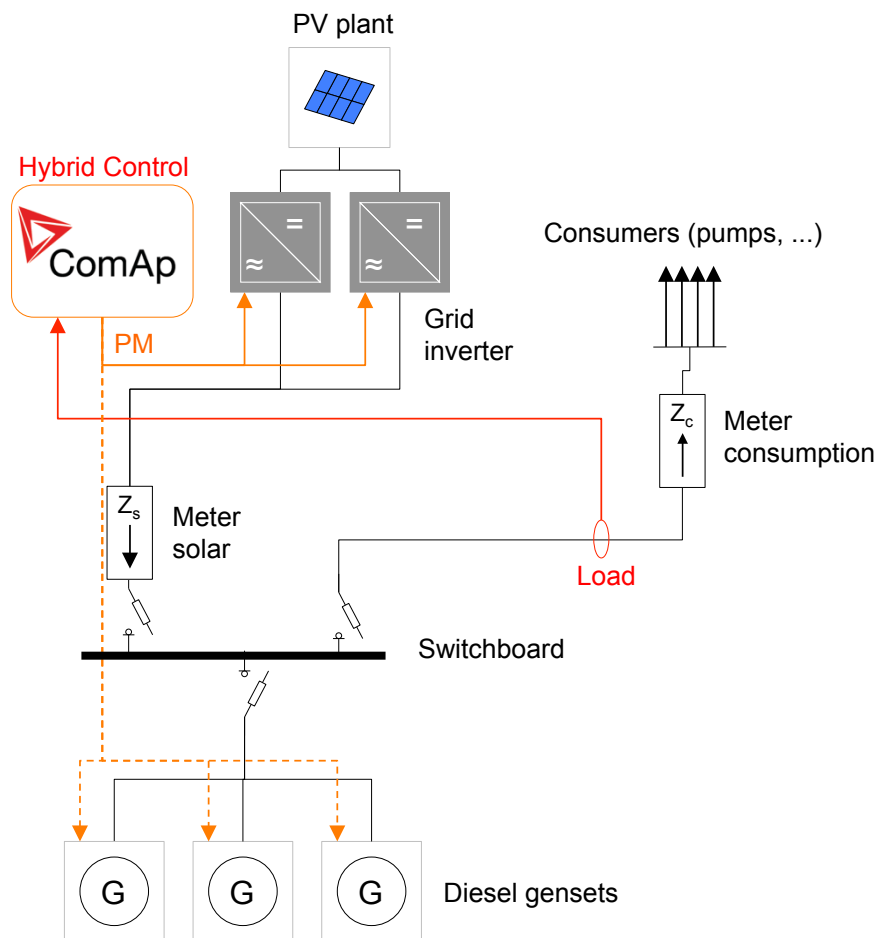 PV plant
Hybrid Control
ComAp
=
=
≈
≈
Consumers (pumps, ...)
PM
Grid
inverter
Zc
Meter
consumption
Zs
Meter
solar
Load
Switchboard
G
G
G
Diesel gensets